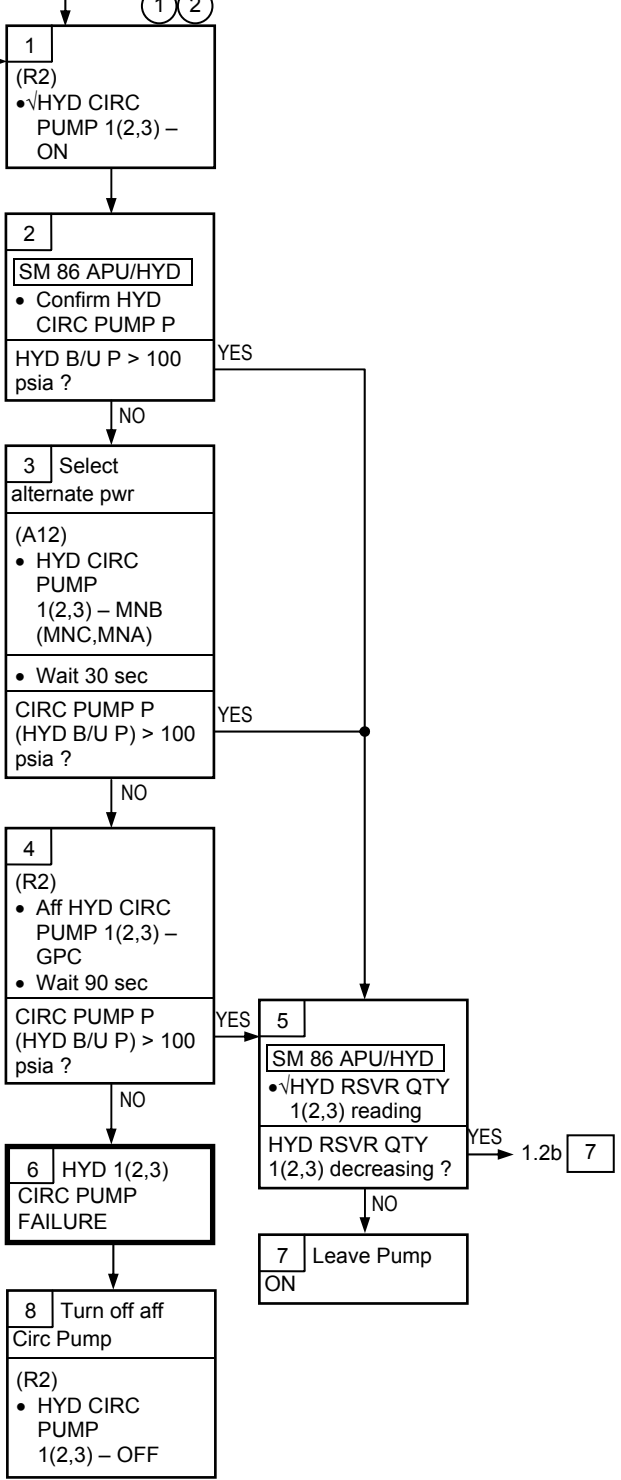 1 2
1
(R2)
•√HYD CIRC
PUMP 1(2,3) –
ON
2
SM 86 APU/HYD
• Confirm HYD
CIRC PUMP P
HYD B/U P > 100
psia ?
YES
NO
3 Select
alternate pwr
(A12)
• HYD CIRC
PUMP
1(2,3) – MNB
(MNC,MNA)
• Wait 30 sec
CIRC PUMP P
(HYD B/U P) > 100
psia ?
YES
NO
4
(R2)
• Aff HYD CIRC
PUMP 1(2,3) –
GPC
• Wait 90 sec
CIRC PUMP P
(HYD B/U P) > 100
psia ?
YES
NO
5
SM 86 APU/HYD
•√HYD RSVR QTY
1(2,3) reading
HYD RSVR QTY
1(2,3) decreasing ?
YES
1.2b 7
NO
6 HYD 1(2,3)
CIRC PUMP
FAILURE
7 Leave Pump
ON
8 Turn off aff
Circ Pump
(R2)
• HYD CIRC
PUMP
1(2,3) – OFF